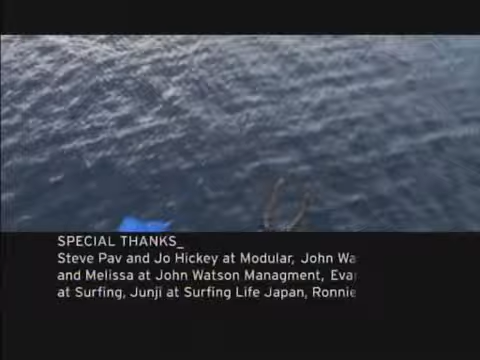 SPECIAL THANKS_
Steve Pav and Jo Hickey at Modular, John Wa
and Melissa at John Watson Managment, Eva
at Surfing, Junji at Surfing Life Japan, Ronnie